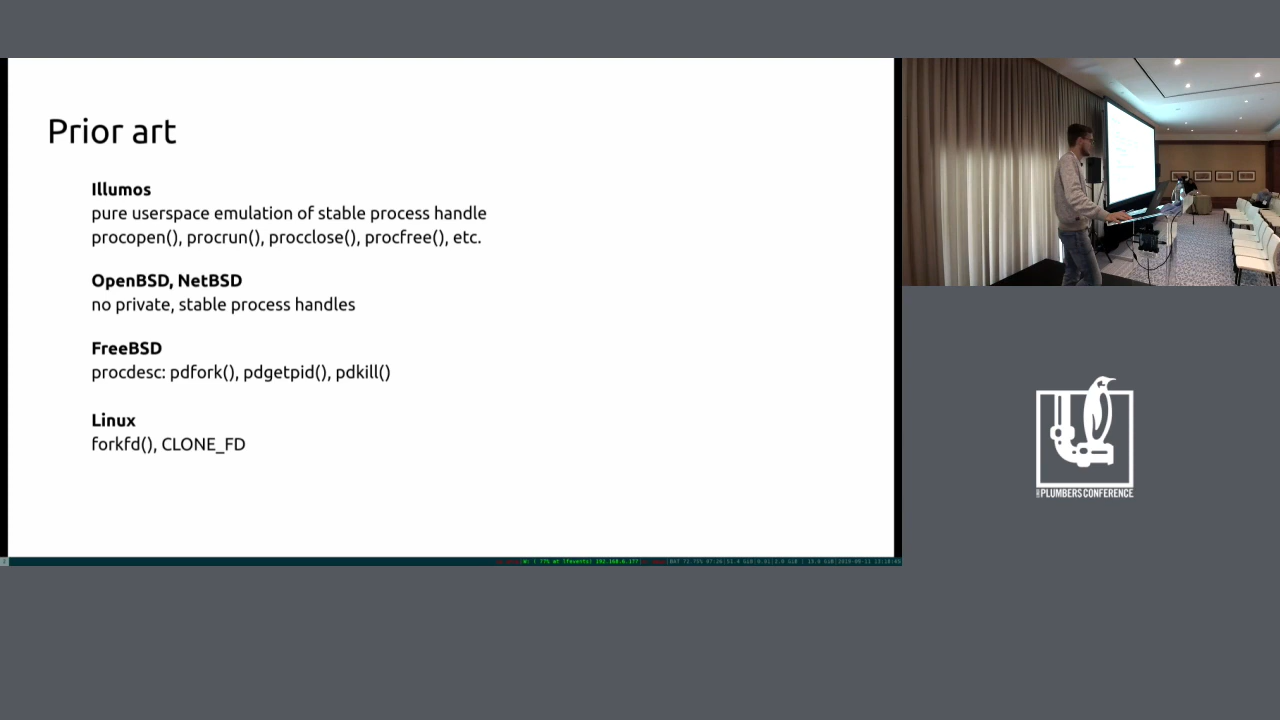 Prior art
Illumos
pure userspace emulation of stable process handle
procopen(), procrun(), procclose(), procfree(), etc.
OpenBSD, NetBSD
no private, stable process handles
FreeBSD
procdesc: pdfork(), pdgetpid(), pdkill()
Linux
forkfd(), CLONE_FD
PLUMBERS CONFERENCE